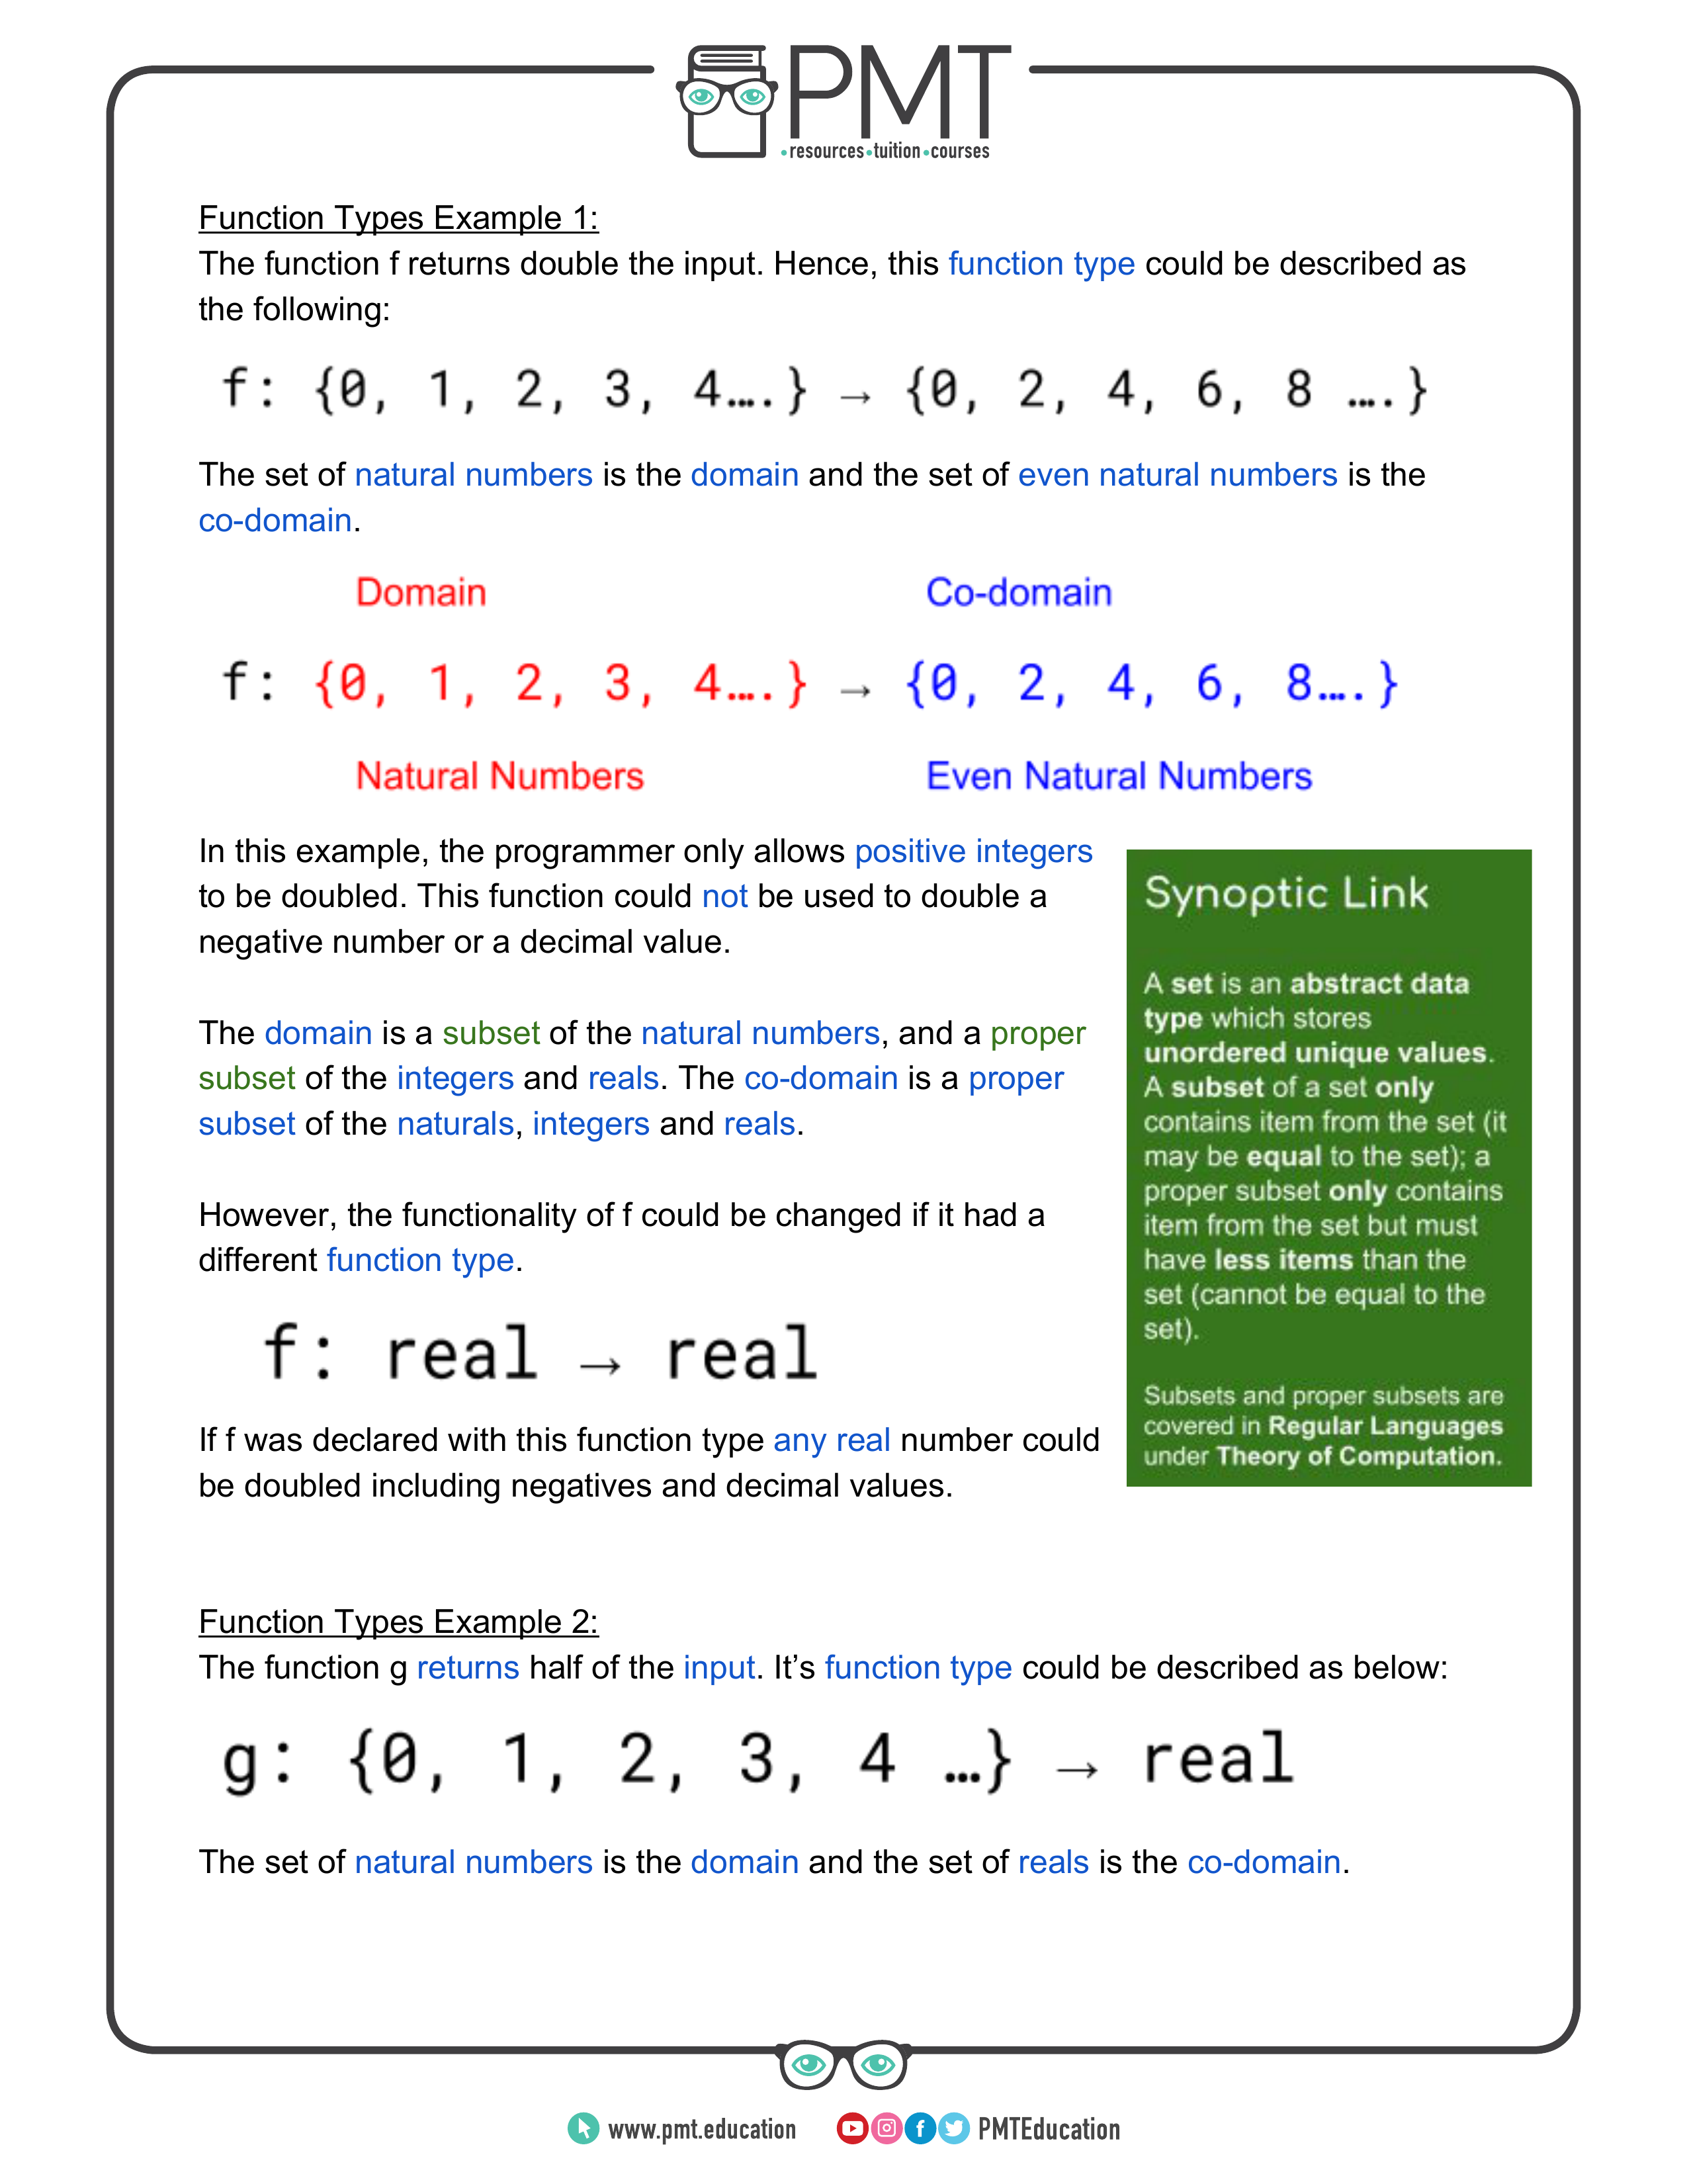 PMT
•resources•tuition•courses
Function Types Example 1:
The function f returns double the input. Hence, this function type could be described as
the following:
f: {0, 1, 2, 3, 4….} → {0, 2, 4, 6, 8 ….}
The set of natural numbers is the domain and the set of even natural numbers is the
co-domain.
Domain Co-domain
f: {0, 1, 2, 3, 4….} → {0, 2, 4, 6, 8….}
Natural Numbers Even Natural Numbers
In this example, the programmer only allows positive integers
to be doubled. This function could not be used to double a
negative number or a decimal value.
The domain is a subset of the natural numbers, and a proper
subset of the integers and reals. The co-domain is a proper
subset of the naturals, integers and reals.
However, the functionality of f could be changed if it had a
different function type.
f: real → real
If f was declared with this function type any real number could
be doubled including negatives and decimal values.
Synoptic Link
A set is an abstract data
type which stores
unordered unique values.
A subset of a set only
contains item from the set (it
may be equal to the set); a
proper subset only contains
item from the set but must
have less items than the
set (cannot be equal to the
set).
Subsets and proper subsets are
covered in Regular Languages
under Theory of Computation.
Function Types Example 2:
The function g returns half of the input. It’s function type could be described as below:
g: {0, 1, 2, 3, 4 …} → real
The set of natural numbers is the domain and the set of reals is the co-domain.
www.pmt.education PMTEducation